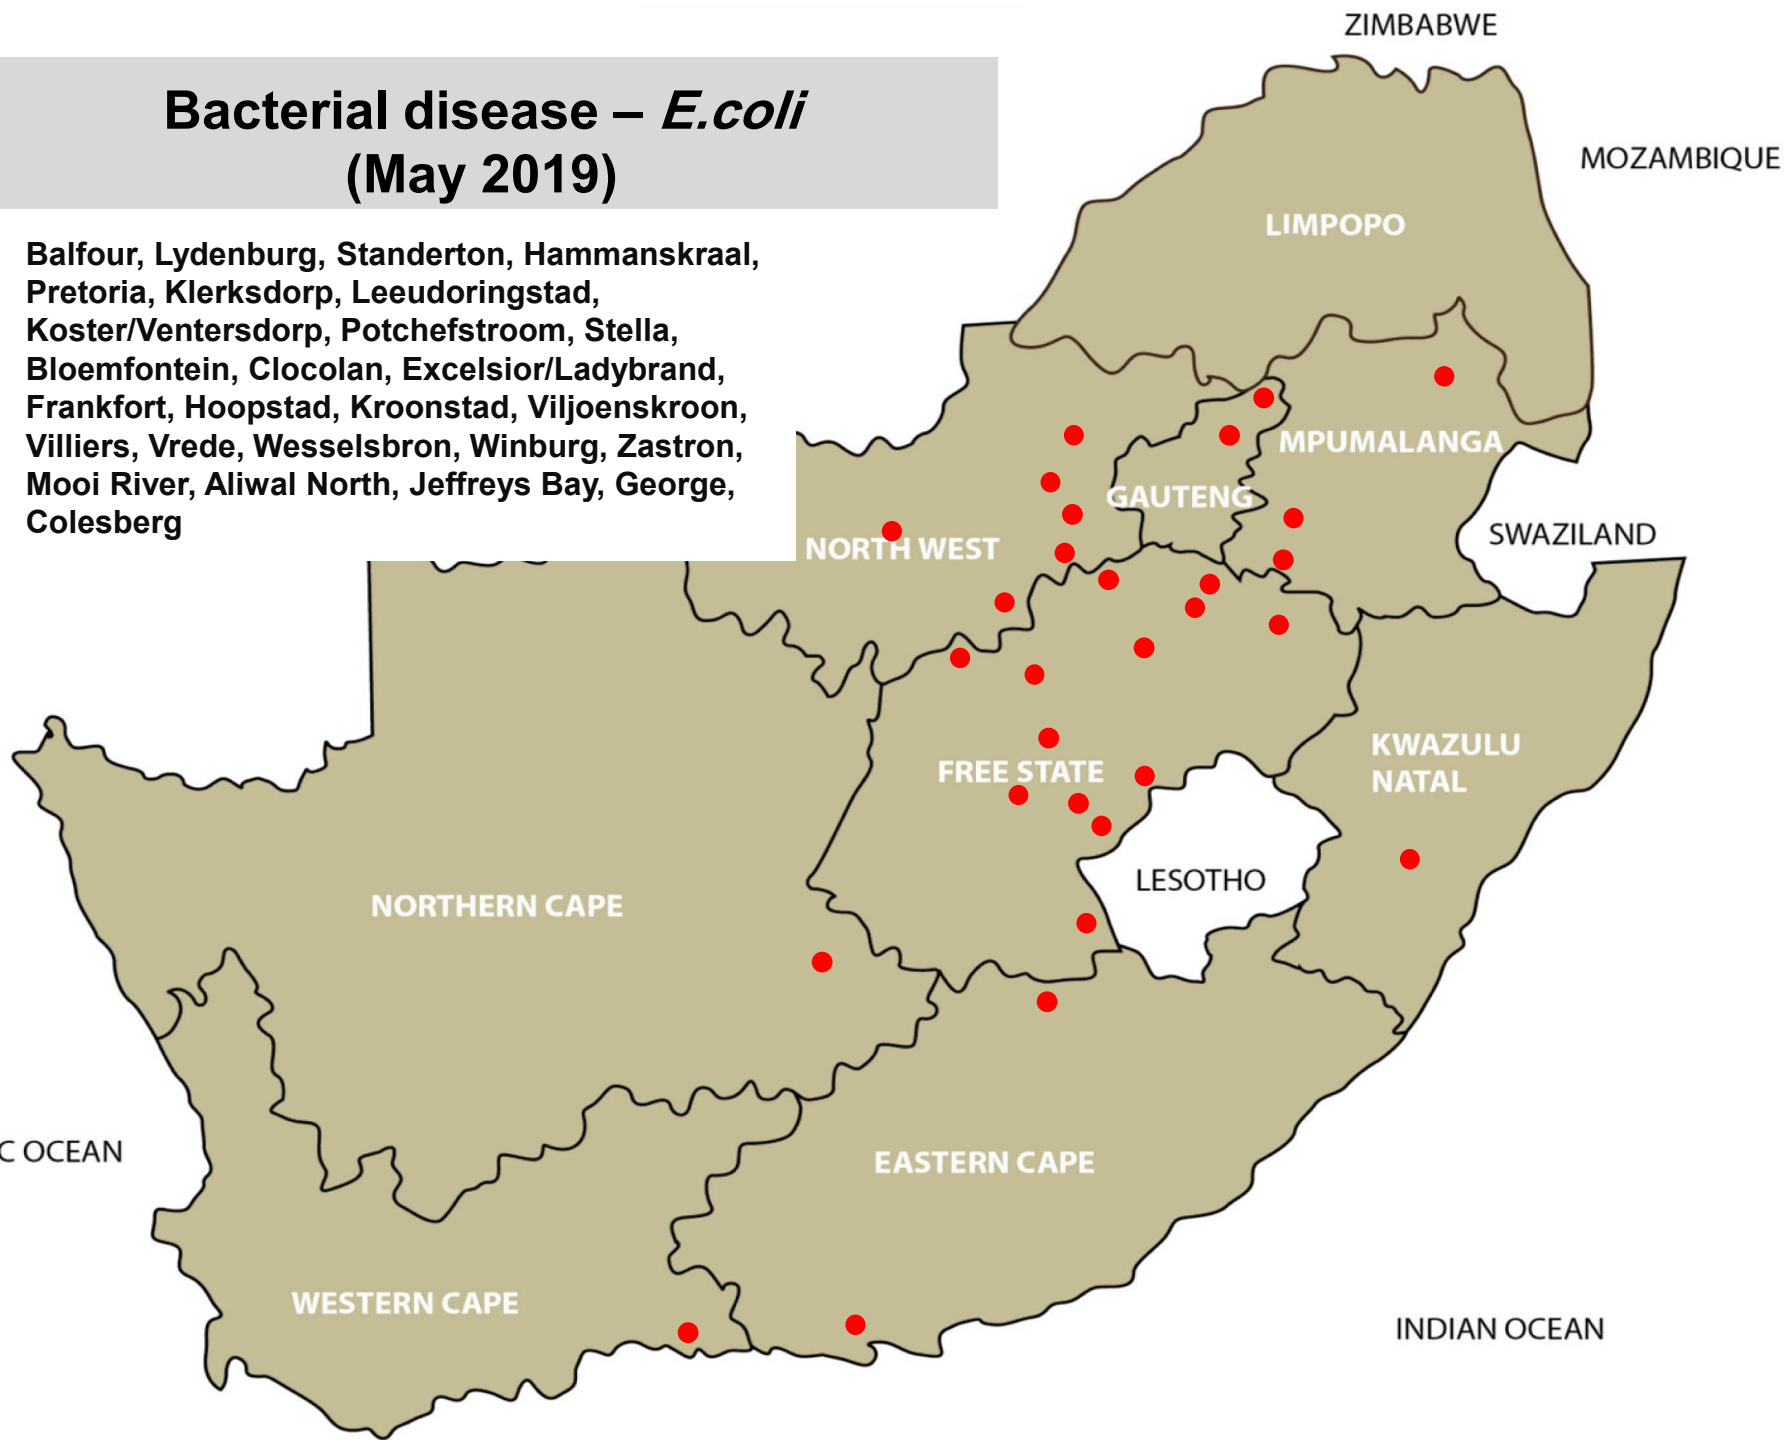 ZIMBABWE
Bacterial disease – E.coli
(May 2019)
MOZAMBIQUE
LIMPOPO
Balfour, Lydenburg, Standerton, Hammanskraal,
Pretoria, Klerksdorp, Leeudoringstad,
Koster/Ventersdorp, Potchefstroom, Stella,
Bloemfontein, Clocolan, Excelsior/Ladybrand,
Frankfort, Hoopstad, Kroonstad, Viljoenskroon,
Villiers, Vrede, Wesselsbron, Winburg, Zastron,
Mooi River, Aliwal North, Jeffreys Bay, George,
Colesberg
MPUMALANGA
GAUTENG
SWAZILAND
NORTH WEST
KWAZULU
NATAL
FREE STATE
LESOTHO
NORTHERN CAPE
C OCEAN
EASTERN CAPE
WESTERN CAPE
INDIAN OCEAN